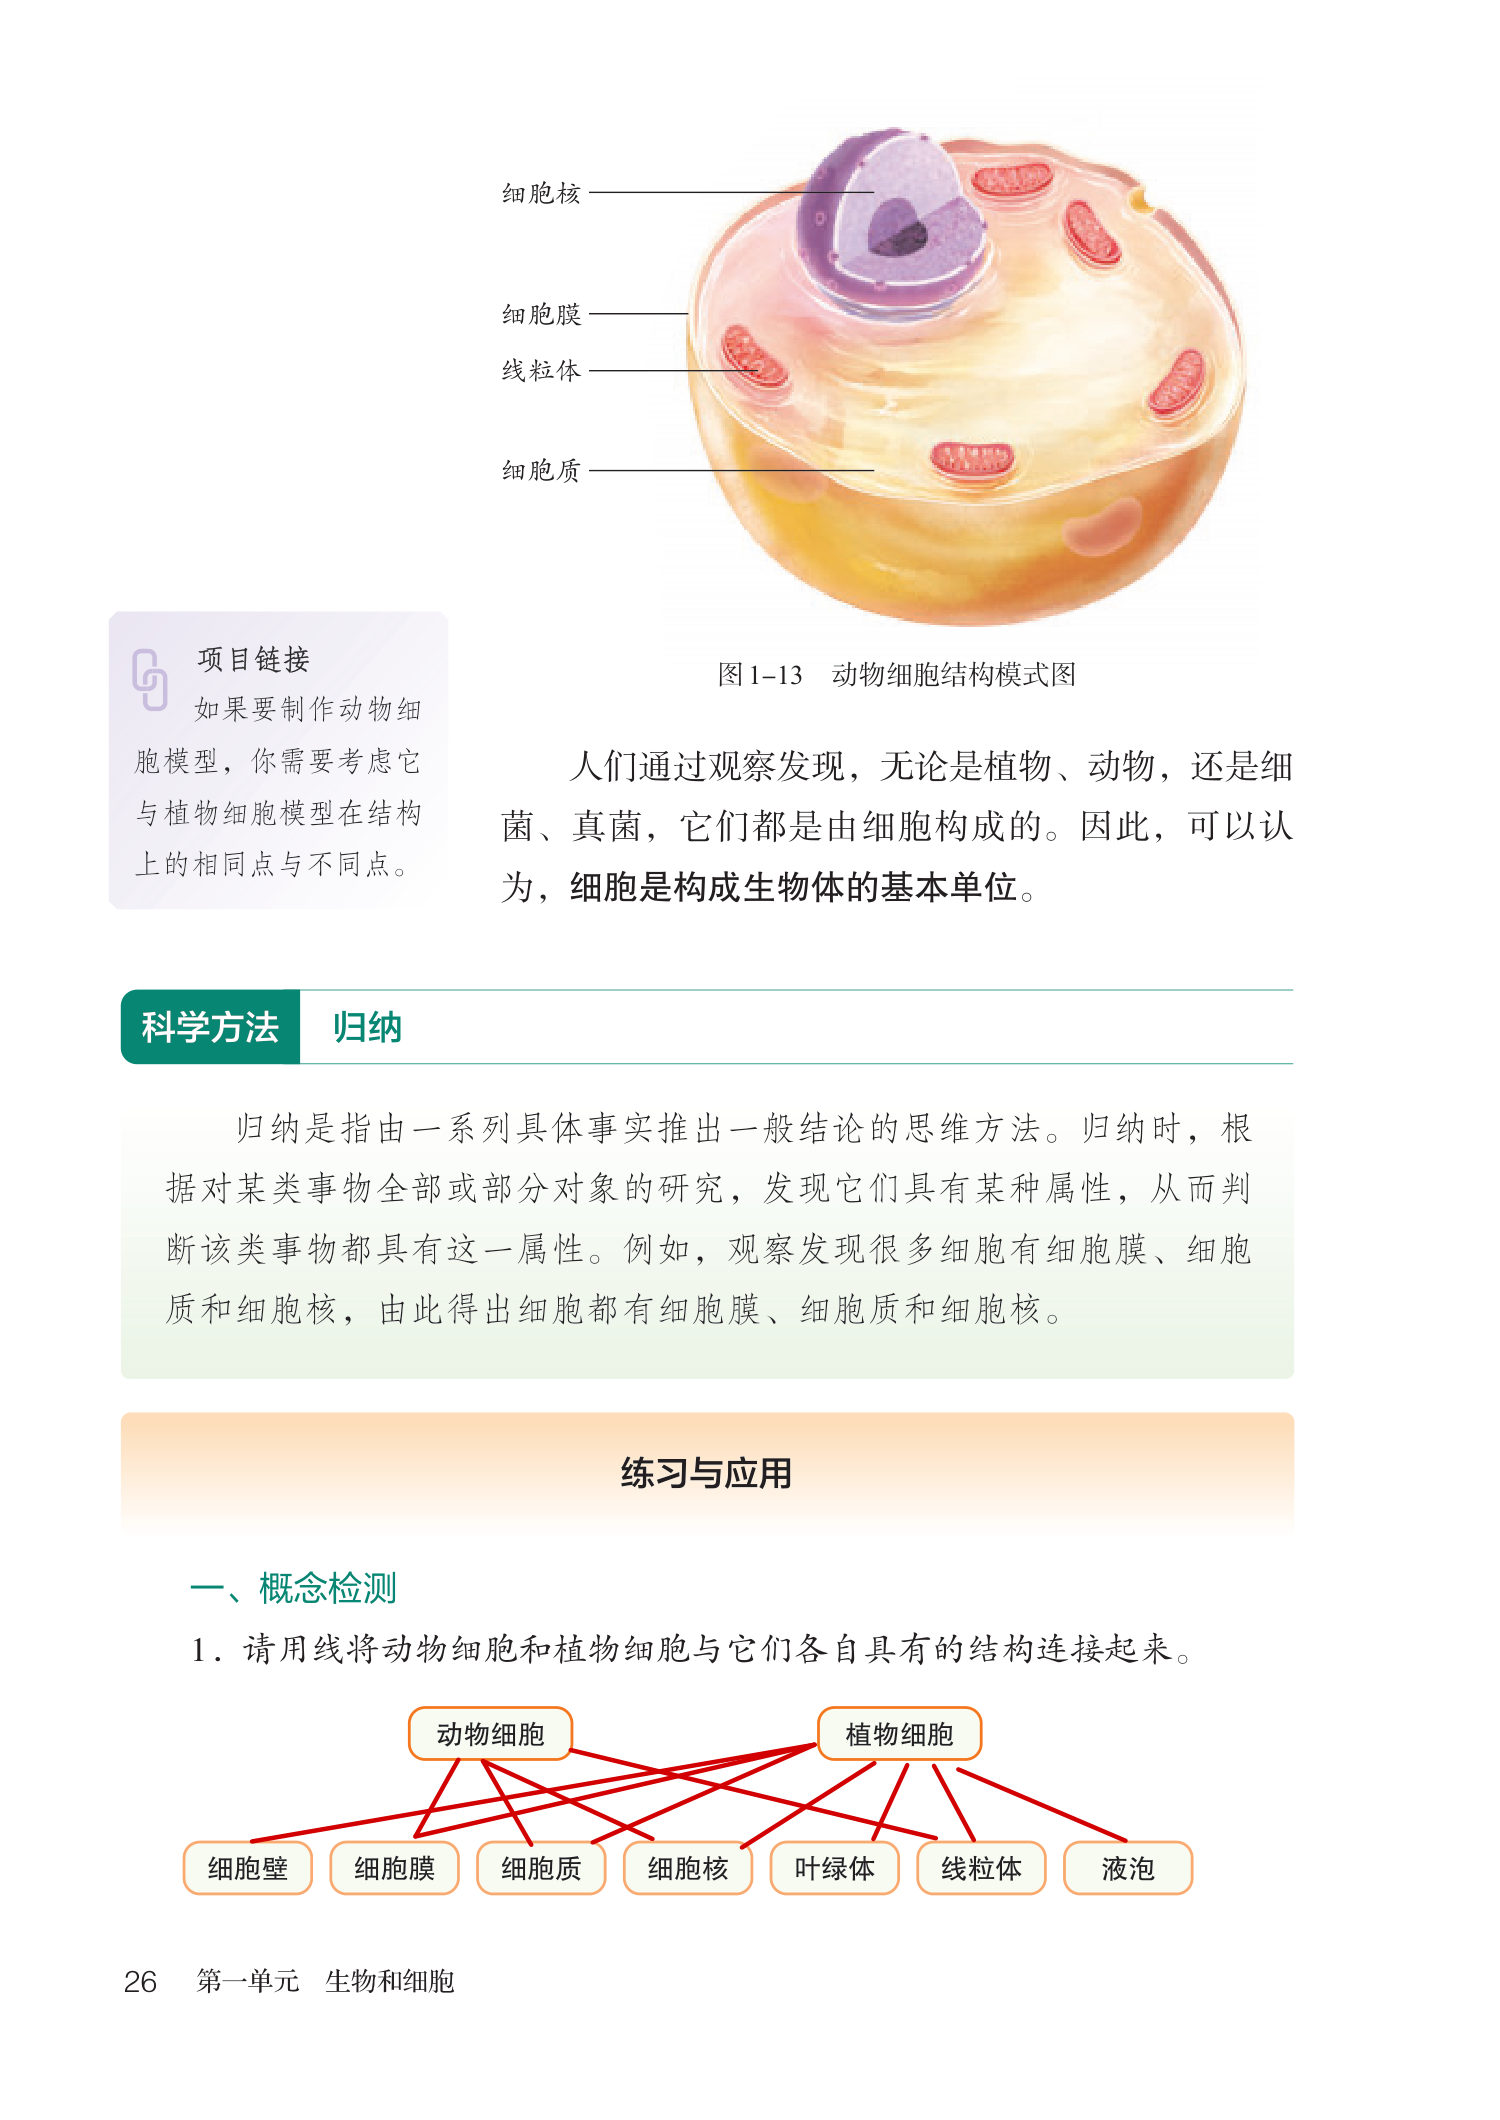 细胞核
细胞膜
线粒体
细胞质
图1–13 动物细胞结构模式图
项目链接
如果要制作动物细
胞模型，你需要考虑它
与植物细胞模型在结构
上的相同点与不同点。
人们通过观察发现，无论是植物、动物，还是细
菌、真菌，它们都是由细胞构成的。因此，可以认
为，细胞是构成生物体的基本单位。
科学方法 归纳
归纳是指由一系列具体事实推出一般结论的思维方法。归纳时，根
据对某类事物全部或部分对象的研究，发现它们具有某种属性，从而判
断该类事物都具有这一属性。例如，观察发现很多细胞有细胞膜、细胞
质和细胞核，由此得出细胞都有细胞膜、细胞质和细胞核。
练习与应用
一、概念检测
1. 请用线将动物细胞和植物细胞与它们各自具有的结构连接起来。
动物细胞 植物细胞
细胞壁 细胞膜 细胞质 细胞核 叶绿体 线粒体 液泡
26 第一单元 生物和细胞